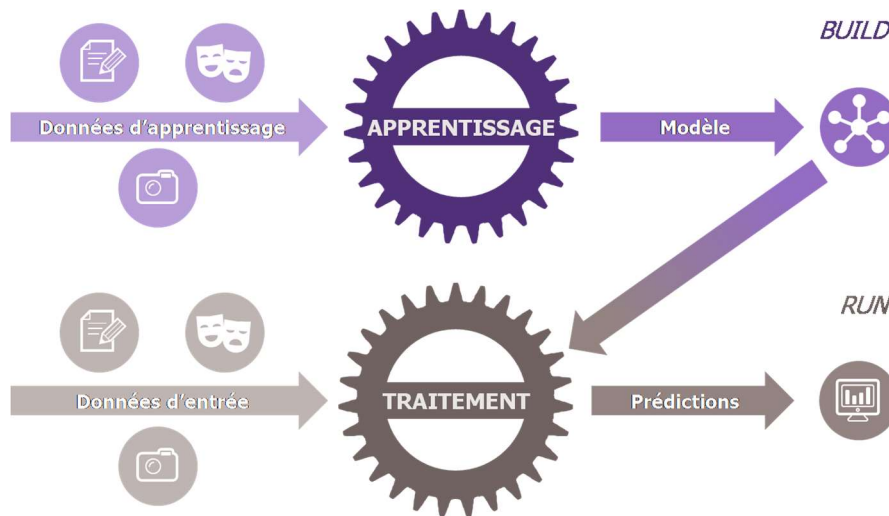 BUILD
Données d'apprentissage
APPRENTISSAGE
Modèle
RUN
Données d'entrée
TRAITEMENT
Prédictions